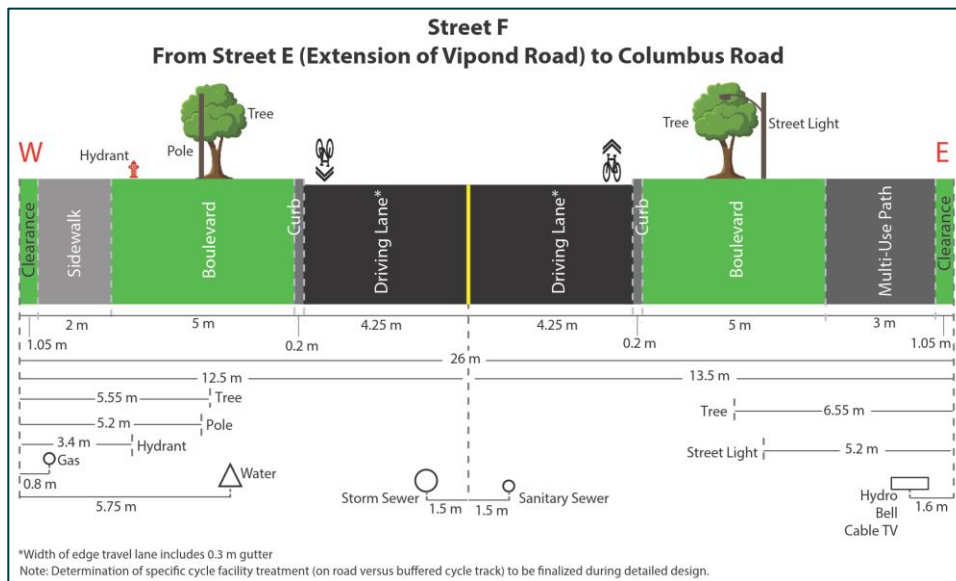 Street F
From Street E (Extension of Vipond Road) to Columbus Road
W
Hydrant
Pole
Tree
Tree
Street Light
E
Clearance
Sidewalk
Boulevard
Curb
Driving Lane*
Driving Lane*
Curb
Boulevard
Multi-Use Path
Clearance
2 m
5 m
4.25 m
4.25 m
5 m
3 m
1.05 m
0.2 m
0.2 m
1.05 m
26 m
12.5 m
13.5 m
5.55 m
Tree
Tree
6.55 m
5.2 m
Pole
3.4 m
Hydrant
Street Light
5.2 m
Gas
0.8 m
Water
5.75 m
Storm Sewer
1.5 m
1.5 m
Sanitary Sewer
Hydro
Bell
Cable TV
1.6 m
*Width of edge travel lane includes 0.3 m gutter
Note: Determination of specific cycle facility treatment (on road versus buffered cycle track) to be finalized during detailed design.